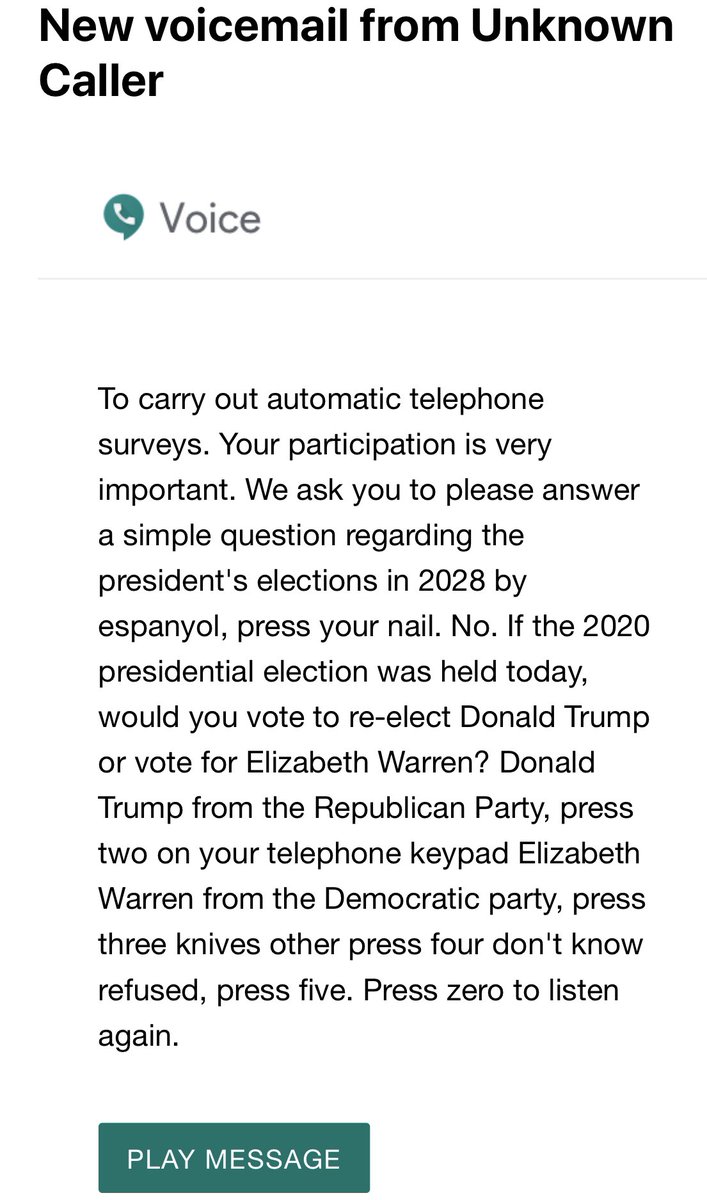 New voicemail from Unknown
Caller
Voice
To carry out automatic telephone
surveys. Your participation is very
important. We ask you to please answer
a simple question regarding the
president's elections in 2028 by
espanyol, press your nail. No. If the 2020
presidential election was held today,
would you vote to re-elect Donald Trump
or vote for Elizabeth Warren? Donald
Trump from the Republican Party, press
two on your telephone keypad Elizabeth
Warren from the Democratic party, press
three knives other press four don't know
refused, press five. Press zero to listen
again.
PLAY MESSAGE